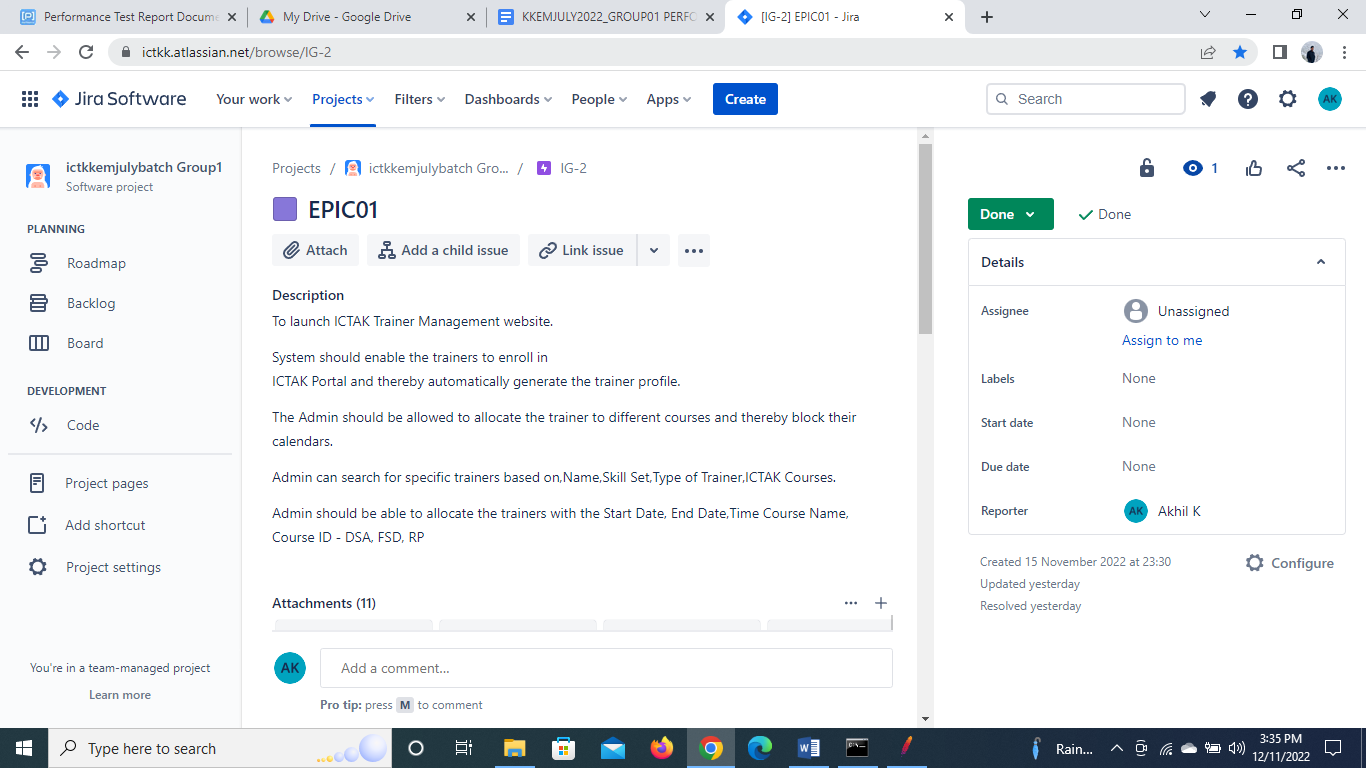 Performance Test Report Docume
My Drive - Google Drive
KKEMJULY2022_GROUP01 PERFO
[IG-2] EPIC01 - Jira
ictkk.atlassian.net/browse/IG-2
Jira Software
Your work
Projects
Filters
Dashboards
People
Apps
Create
Search
AK
ictkkemjulybatch Group1
Software project
PLANNING
Roadmap
Backlog
Board
DEVELOPMENT
Code
Project pages
Add shortcut
Project settings
You're in a team-managed project
Learn more
Projects / ictkkemjulybatch Gro... / IG-2
EPIC01
Attach
Add a child issue
Link issue
Description
To launch ICTAK Trainer Management website.
System should enable the trainers to enroll in
ICTAK Portal and thereby automatically generate the trainer profile.
The Admin should be allowed to allocate the trainer to different courses and thereby block their
calendars.
Admin can search for specific trainers based on,Name,Skill Set,Type of Trainer,ICTAK Courses.
Admin should be able to allocate the trainers with the Start Date, End Date,Time Course Name,
Course ID - DSA, FSD, RP
Attachments (11)
AK
Add a comment...
Pro tip: press M to comment
1
Done
Done
Details
Assignee
Unassigned
Assign to me
Labels
None
Start date
None
Due date
None
Reporter
AK
Akhil K
Created 15 November 2022 at 23:30
Updated yesterday
Resolved yesterday
Configure
Type here to search
Rain...
3:35 PM
12/11/2022